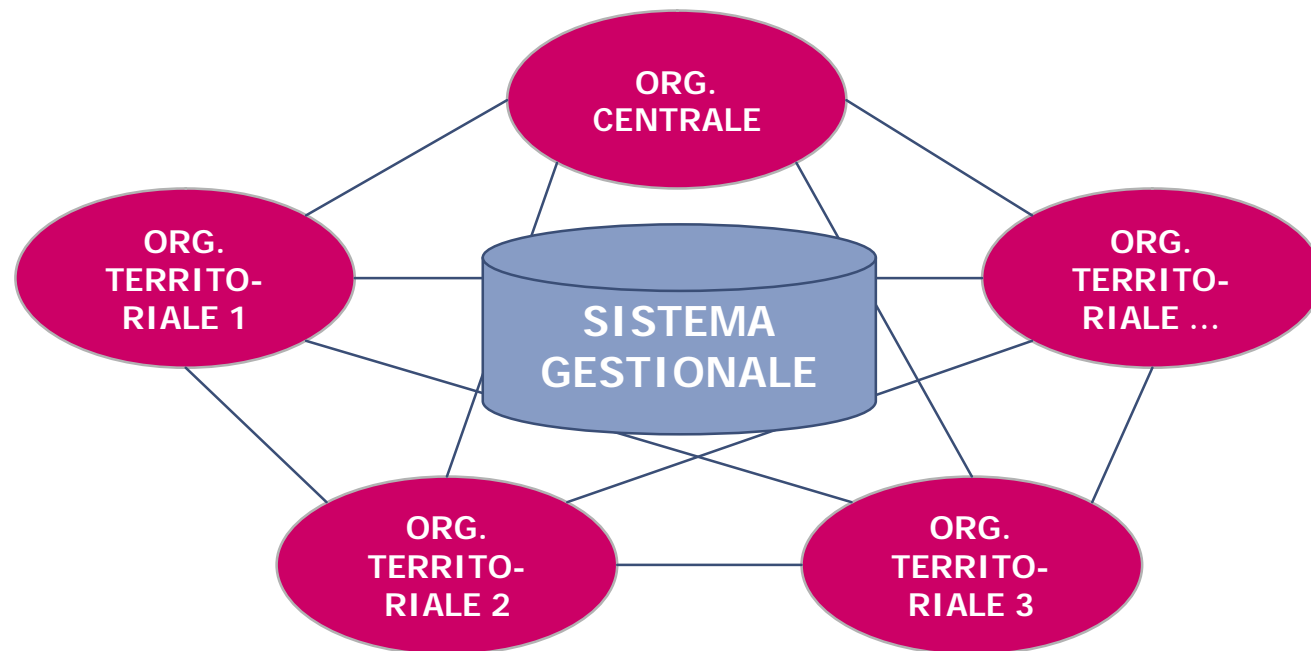 ORG.
CENTRALE
ORG.
TERRITO-
RIALE 1
ORG.
TERRITO-
RIALE ...
SISTEMA
GESTIONALE
ORG.
TERRITO-
RIALE 2
ORG.
TERRITO-
RIALE 3